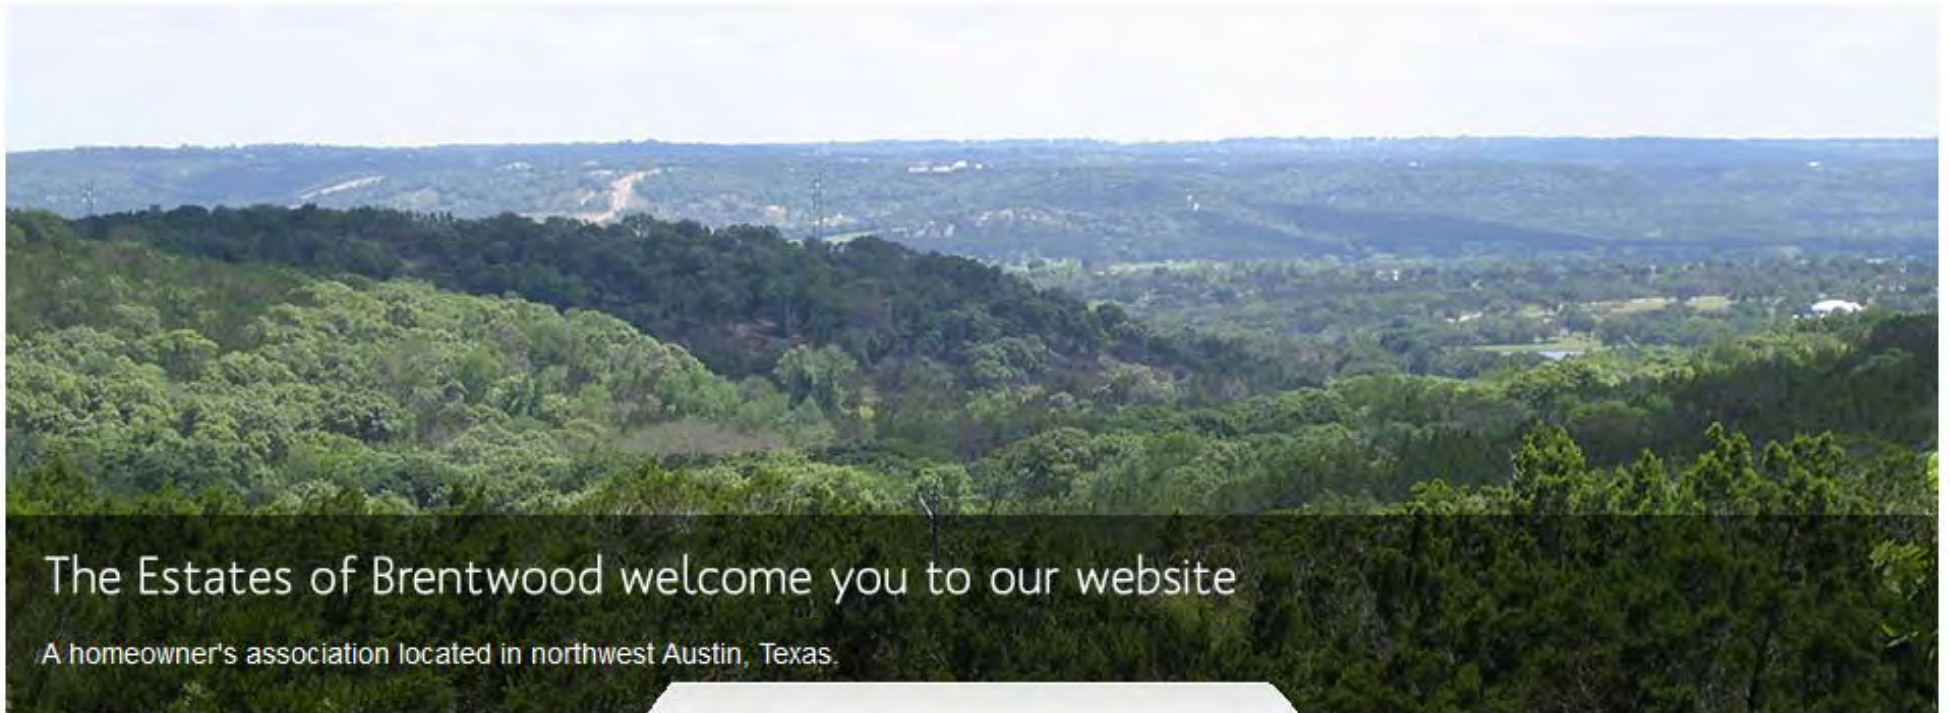 The Estates of Brentwood welcome you to our website
A homeowner's association located in northwest Austin, Texas.